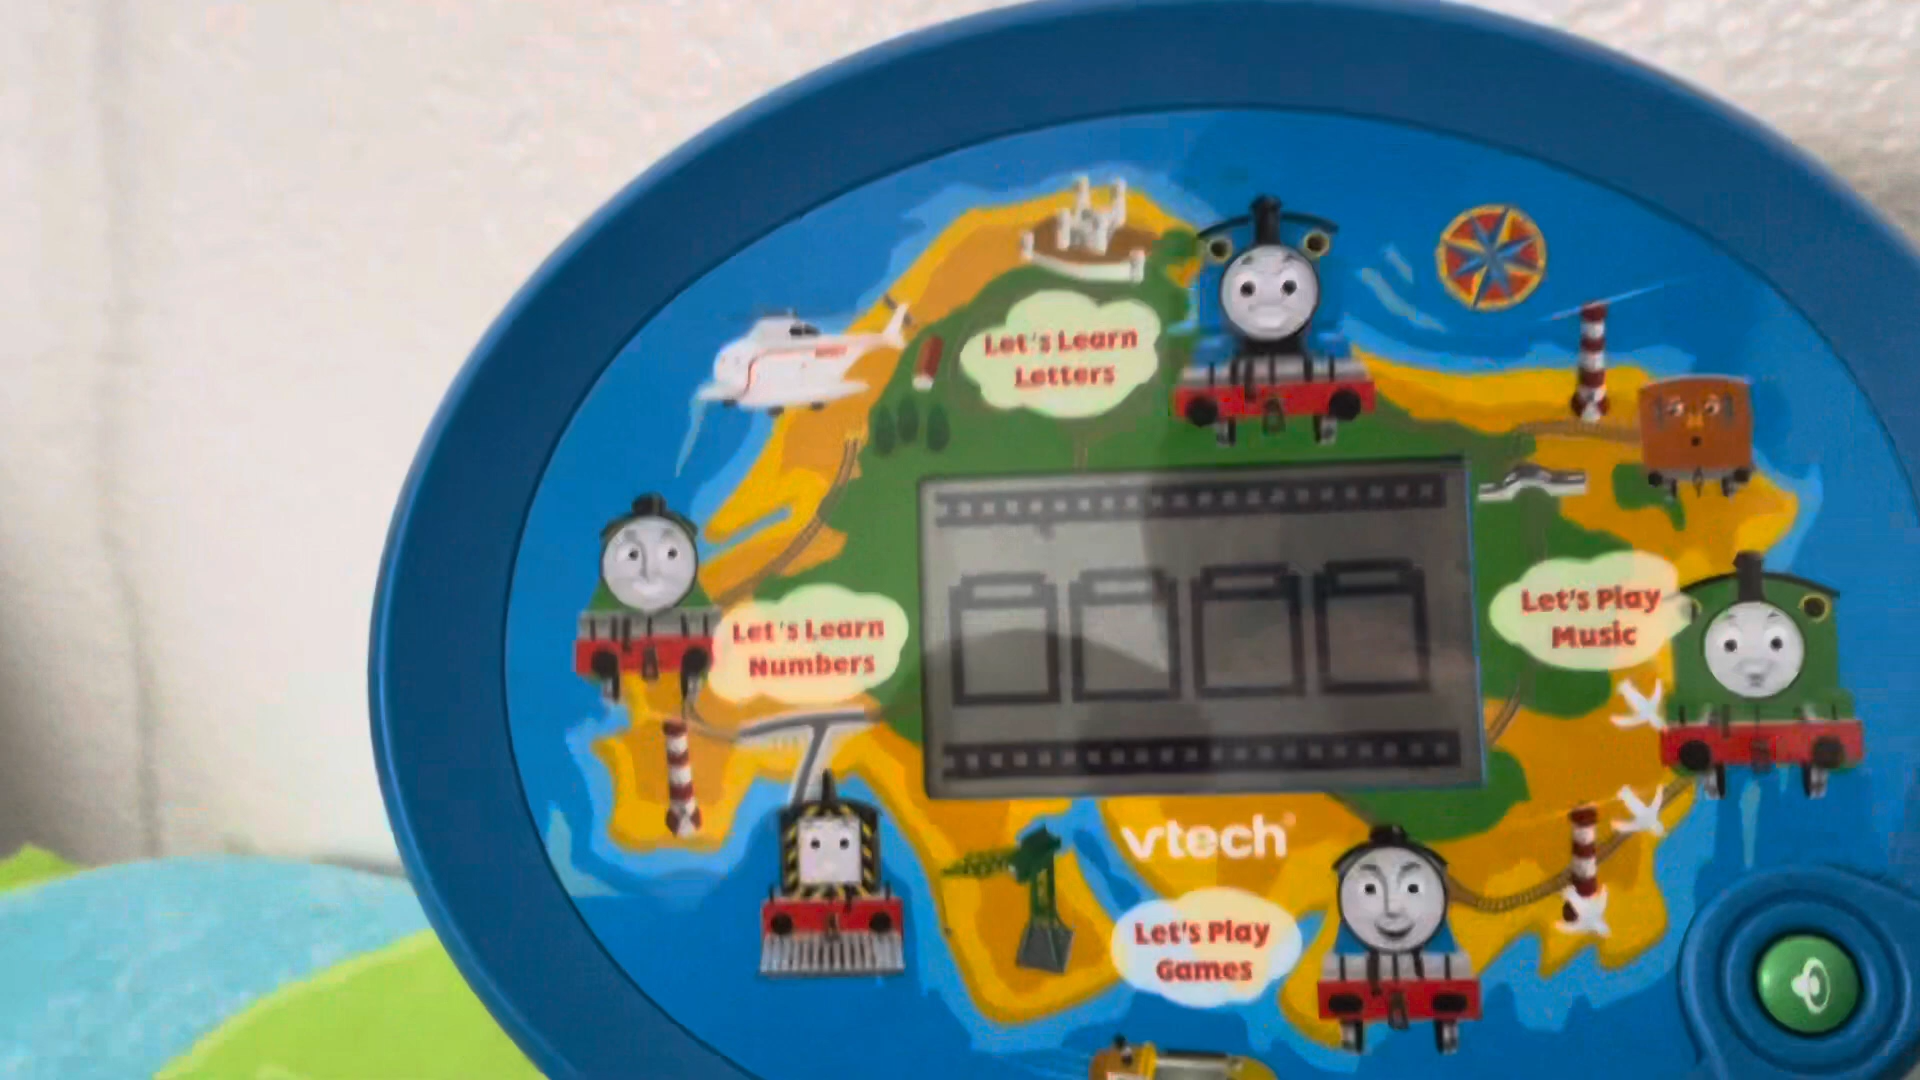 Let's Learn
Letters
Let's Learn
Numbers
Let's Play
Music
vtech
Let's Play
Games